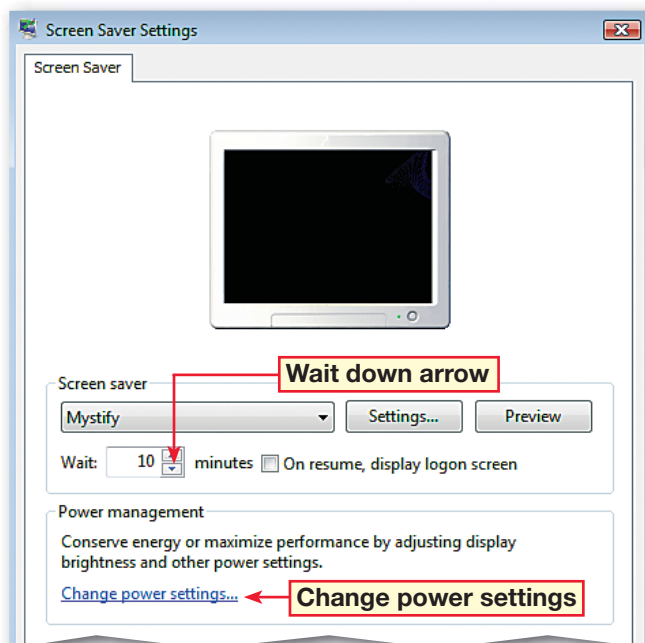 Screen Saver Settings
Screen Saver
Wait down arrow
Screen saver
Mystify
Settings...
Preview
Wait: 10 minutes On resume, display logon screen
Power management
Conserve energy or maximize performance by adjusting display
brightness and other power settings.
Change power settings...
Change power settings